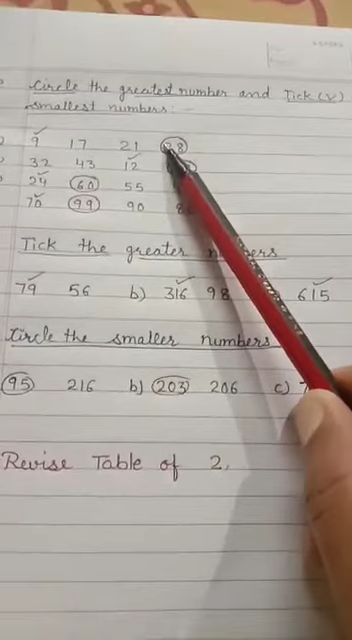 Circle the greatest number and Tick (√)
smallest numbers:-
9 17 21 38
32 43 12
24 60 55
70 99 90
Tick the greater numbers
79 56 b) 316 98 615
Circle the smaller numbers
95 216 b) 203 206 c)
Revise Table of 2.